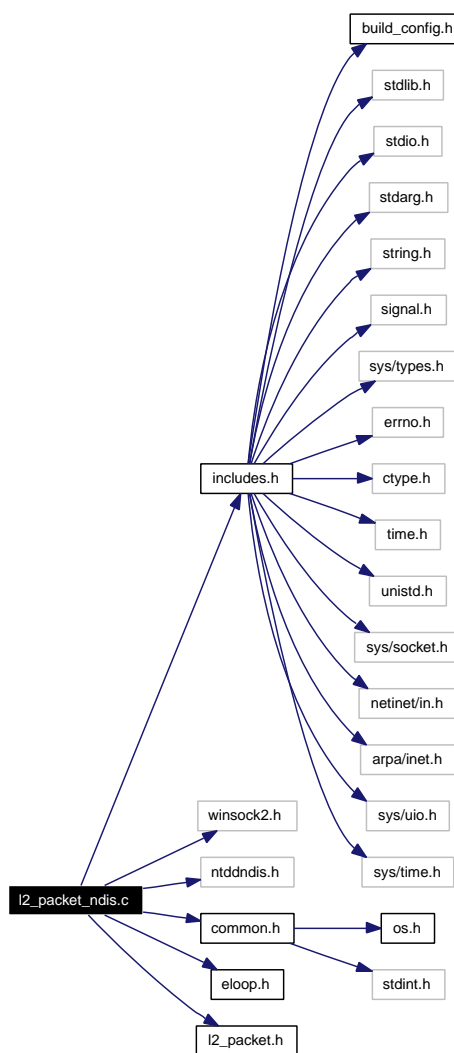 build_config.h
stdlib.h
stdio.h
stdarg.h
string.h
signal.h
sys/types.h
errno.h
includes.h
ctype.h
time.h
unistd.h
sys/socket.h
netinet/in.h
arpa/inet.h
winsock2.h
sys/uio.h
ntddndis.h
sys/time.h
l2_packet_ndis.c
common.h
os.h
eloop.h
stdint.h
l2_packet.h